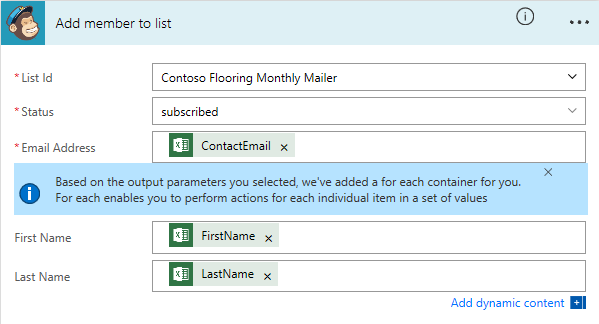 Add member to list
* List Id Contoso Flooring Monthly Mailer
* Status subscribed
* Email Address ContactEmail ×
Based on the output parameters you selected, we've added a for each container for you.
For each enables you to perform actions for each individual item in a set of values
First Name FirstName ×
Last Name LastName ×
Add dynamic content